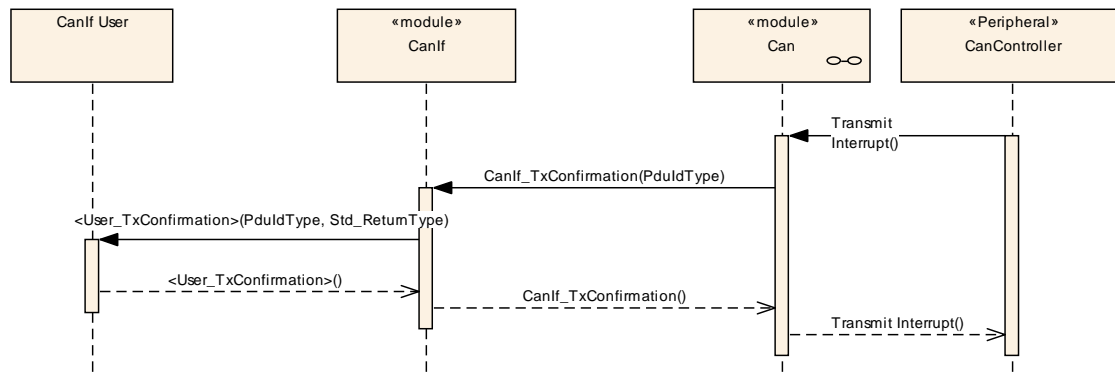 CanIf User
«module»
CanIf
«module»
Can
«Peripheral»
CanController
Transmit
Interrupt()
CanIf_TxConfirmation(PduIdType)
<User_TxConfirmation>(PduIdType, Std_ReturnType)
<User_TxConfirmation>()
CanIf_TxConfirmation()
Transmit Interrupt()